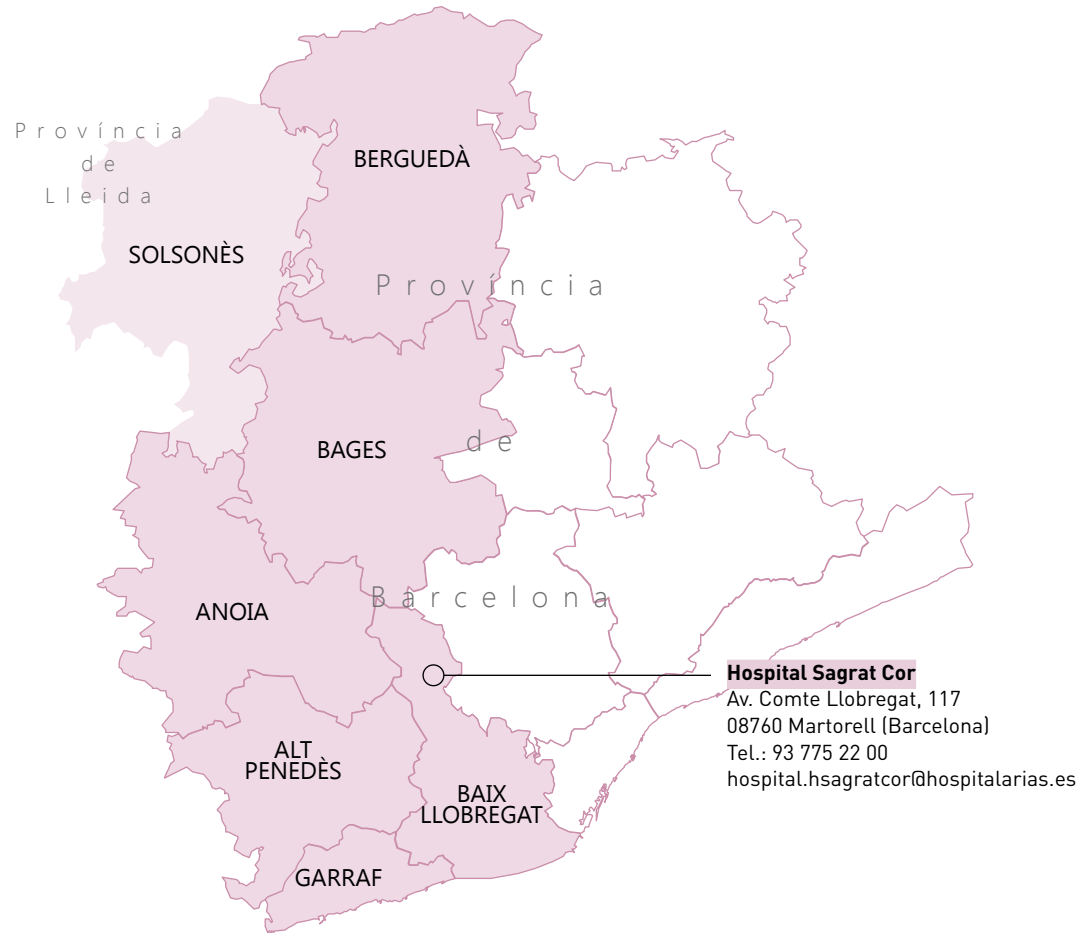 Província
de
Lleida
BERGUEDÀ
SOLSONÈS
Província
BAGES
de
ANOIA
Barcelona
Hospital Sagrat Cor
Av. Comte Llobregat, 117
08760 Martorell (Barcelona)
Tel.: 93 775 22 00
hospital.hsagratcor@hospitalarias.es
ALT
PENEDÈS
BAIX
LLOBREGAT
GARRAF